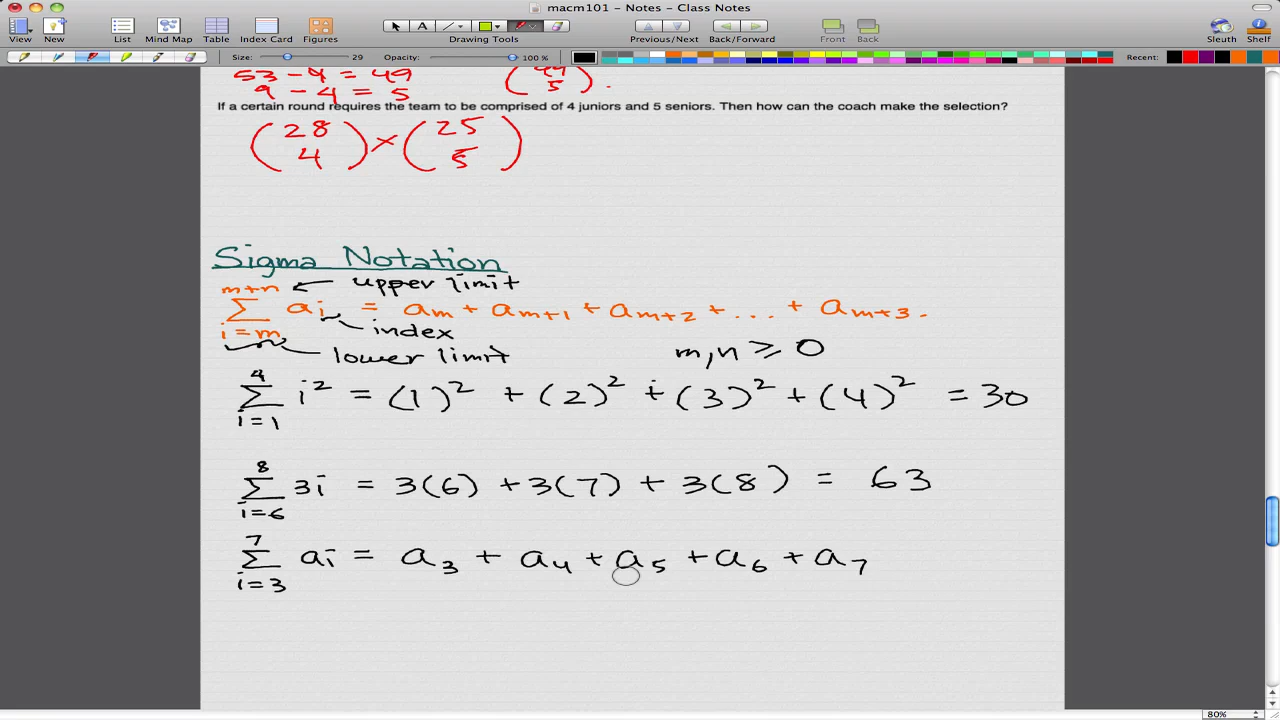 macm101 - Notes - Class Notes
View New List Mind Map Table Index Card Figures Drawing Tools Previous/Next Back/Forward Forward Back Sleuth Shelf
Size: 29 Opacity: 100 % Recent:
53 - 4 = 49
9 - 4 = 5 (49 5).
If a certain round requires the team to be comprised of 4 juniors and 5 seniors. Then how can the coach make the selection?
(28 4) × (25 5)
Sigma Notation
m+n ← upper limit
∑ ai = am + am+1 + am+2 + ... + am+3.
i=m index
lower limit m,n ≥ 0
4
∑ i² = (1)² + (2)² + (3)² + (4)² = 30
i=1
8
∑ 3i = 3(6) + 3(7) + 3(8) = 63
i=6
7
∑ ai = a3 + a4 + a5 + a6 + a7
i=3
80%